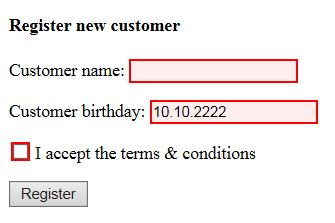 Register new customer
Customer name:
Customer birthday: 10.10.2222
I accept the terms & conditions
Register